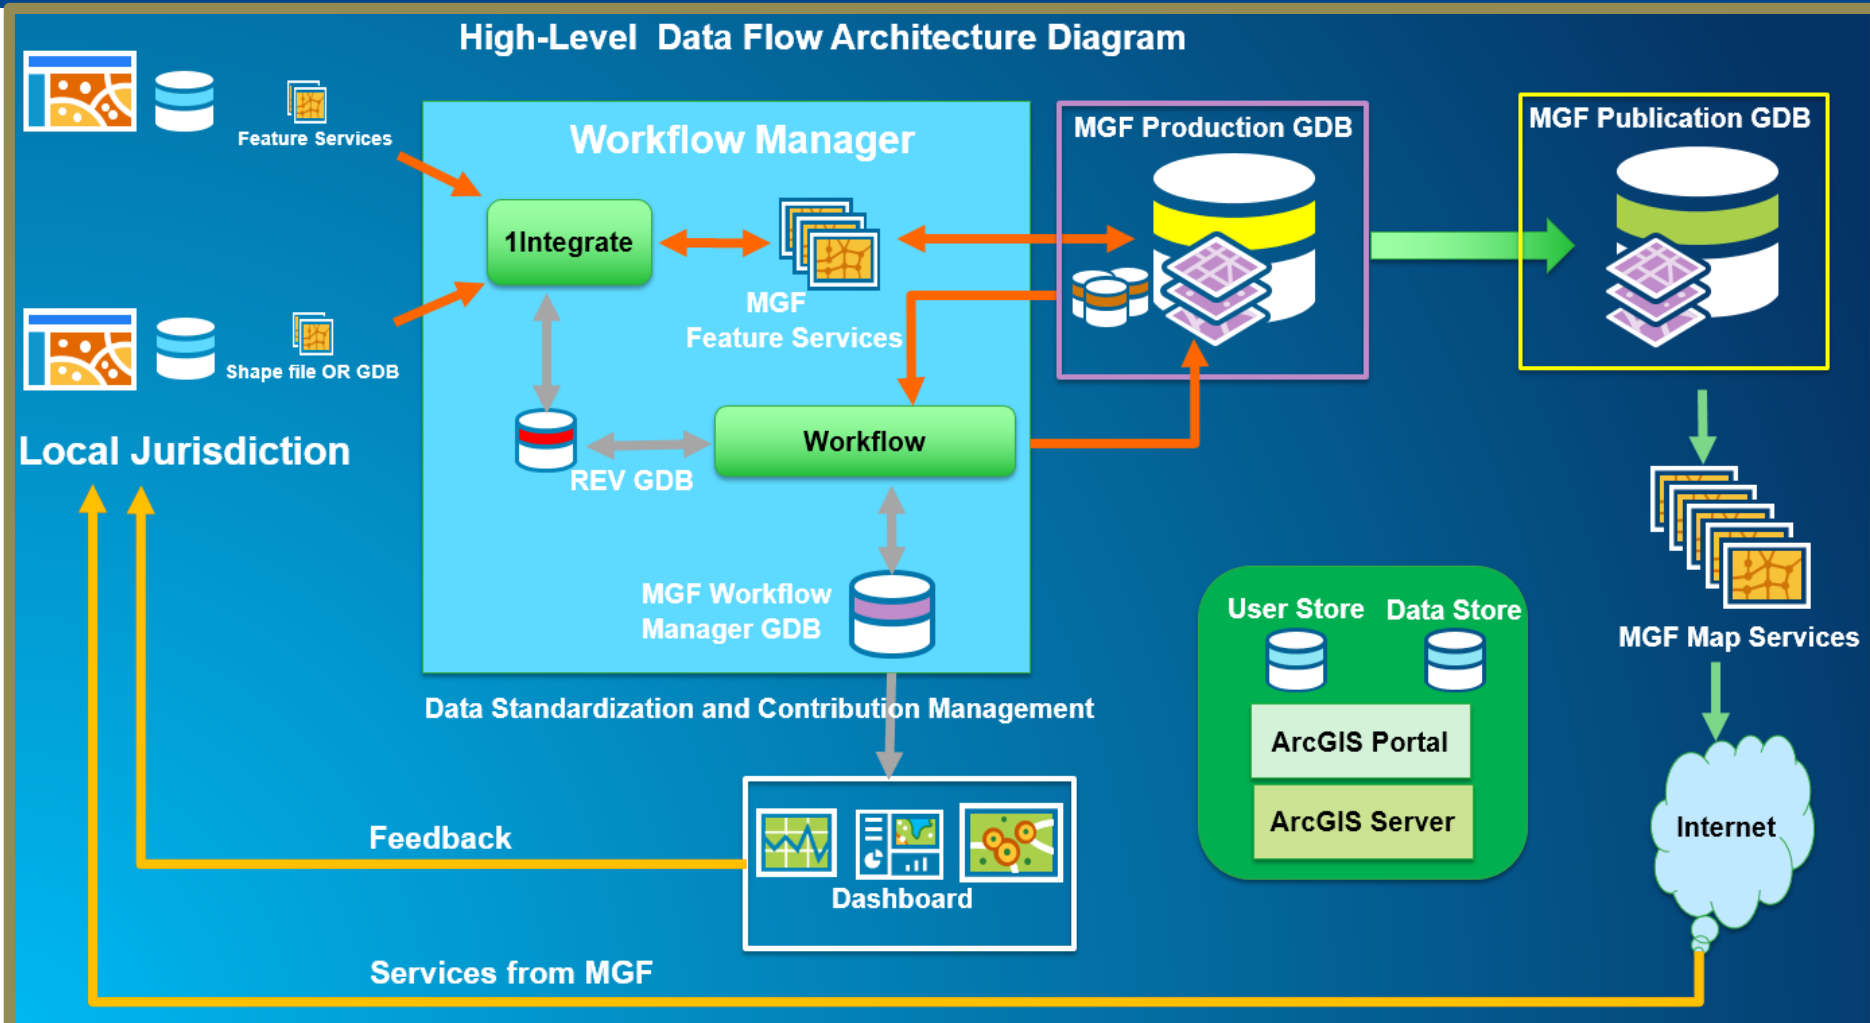 High-Level Data Flow Architecture Diagram
Feature Services
Shape file OR GDB
Local Jurisdiction
Workflow Manager
1Integrate
MGF
Feature Services
REV GDB
Workflow
MGF Workflow
Manager GDB
Data Standardization and Contribution Management
MGF Production GDB
MGF Publication GDB
MGF Map Services
User Store
Data Store
ArcGIS Portal
ArcGIS Server
Internet
Dashboard
Feedback
Services from MGF